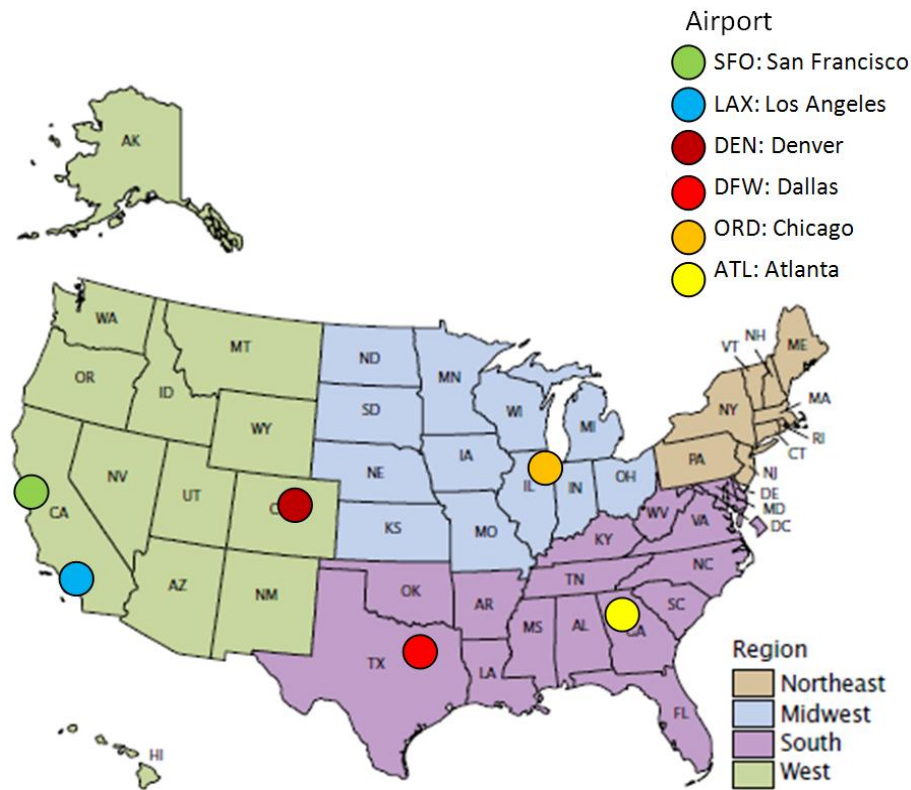 Airport
SFO: San Francisco
LAX: Los Angeles
DEN: Denver
DFW: Dallas
ORD: Chicago
ATL: Atlanta
AK
WA
MT
ND
MN
VT
NH
ME
OR
ID
SD
WI
MI
NY
MA
WY
RI
CT
NV
UT
NE
IA
IL
IN
OH
PA
NJ
CA
KS
MO
WV
VA
DE
MD
DC
KY
AZ
NM
OK
AR
TN
NC
SC
TX
LA
MS
AL
GA
FL
HI
Region
Northeast
Midwest
South
West